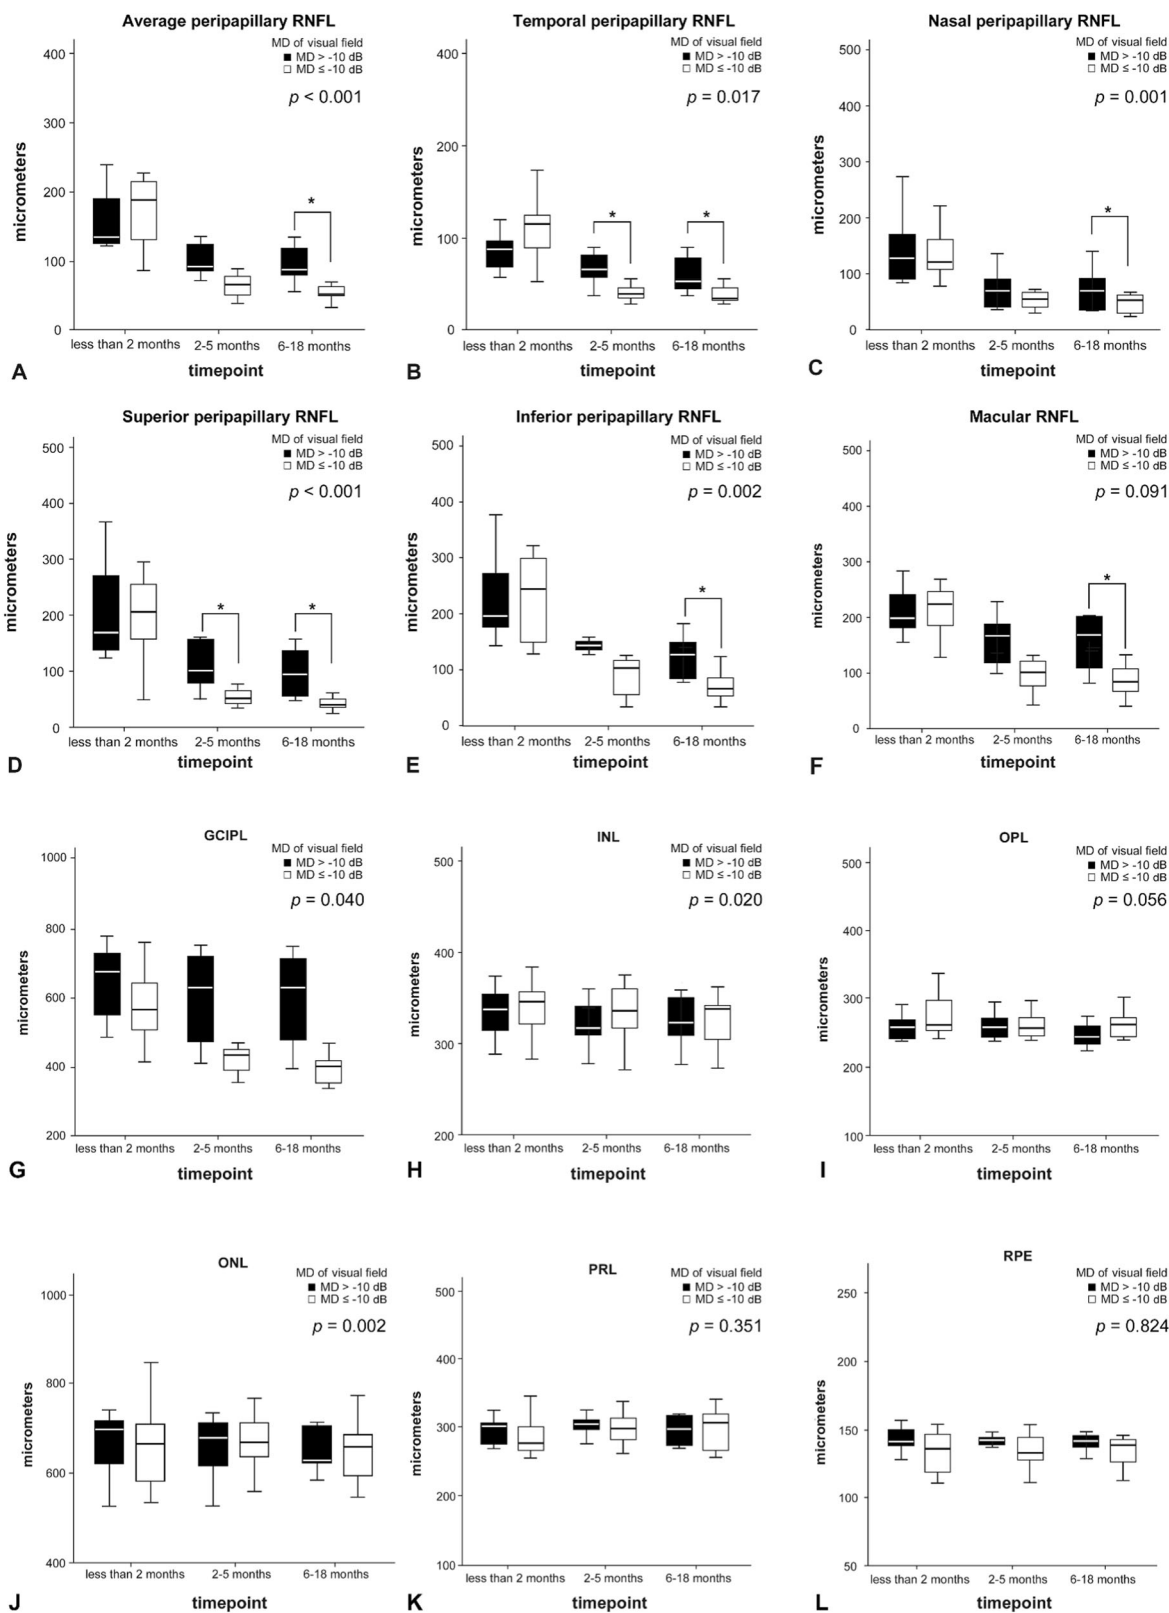 Average peripapillary RNFL
MD of visual field
MD > -10 dB
MD ≤ -10 dB
p < 0.001
micrometers
400
300
200
100
0
*
less than 2 months 2-5 months 6-18 months
timepoint
A
Temporal peripapillary RNFL
MD of visual field
MD > -10 dB
MD ≤ -10 dB
p = 0.017
micrometers
400
200
100
0
* *
less than 2 months 2-5 months 6-18 months
timepoint
B
Nasal peripapillary RNFL
MD of visual field
MD > -10 dB
MD ≤ -10 dB
p = 0.001
micrometers
500
400
300
200
100
0
*
less than 2 months 2-5 months 6-18 months
timepoint
C
Superior peripapillary RNFL
MD of visual field
MD > -10 dB
MD ≤ -10 dB
p < 0.001
micrometers
500
400
300
200
100
0
* *
less than 2 months 2-5 months 6-18 months
timepoint
D
Inferior peripapillary RNFL
MD of visual field
MD > -10 dB
MD ≤ -10 dB
p = 0.002
micrometers
500
400
300
200
100
0
*
less than 2 months 2-5 months 6-18 months
timepoint
E
Macular RNFL
MD of visual field
MD > -10 dB
MD ≤ -10 dB
p = 0.091
micrometers
500
400
300
200
100
0
*
less than 2 months 2-5 months 6-18 months
timepoint
F
GCIPL
MD of visual field
MD > -10 dB
MD ≤ -10 dB
p = 0.040
micrometers
1000
800
600
400
200
less than 2 months 2-5 months 6-18 months
timepoint
G
INL
MD of visual field
MD > -10 dB
MD ≤ -10 dB
p = 0.020
micrometers
500
400
300
200
less than 2 months 2-5 months 6-18 months
timepoint
H
OPL
MD of visual field
MD > -10 dB
MD ≤ -10 dB
p = 0.056
micrometers
500
400
300
200
100
less than 2 months 2-5 months 6-18 months
timepoint
I
ONL
MD of visual field
MD > -10 dB
MD ≤ -10 dB
p = 0.002
micrometers
1000
800
600
400
less than 2 months 2-5 months 6-18 months
timepoint
J
PRL
MD of visual field
MD > -10 dB
MD ≤ -10 dB
p = 0.351
micrometers
500
400
300
200
100
less than 2 months 2-5 months 6-18 months
timepoint
K
RPE
MD of visual field
MD > -10 dB
MD ≤ -10 dB
p = 0.824
micrometers
250
200
150
100
50
less than 2 months 2-5 months 6-18 months
timepoint
L